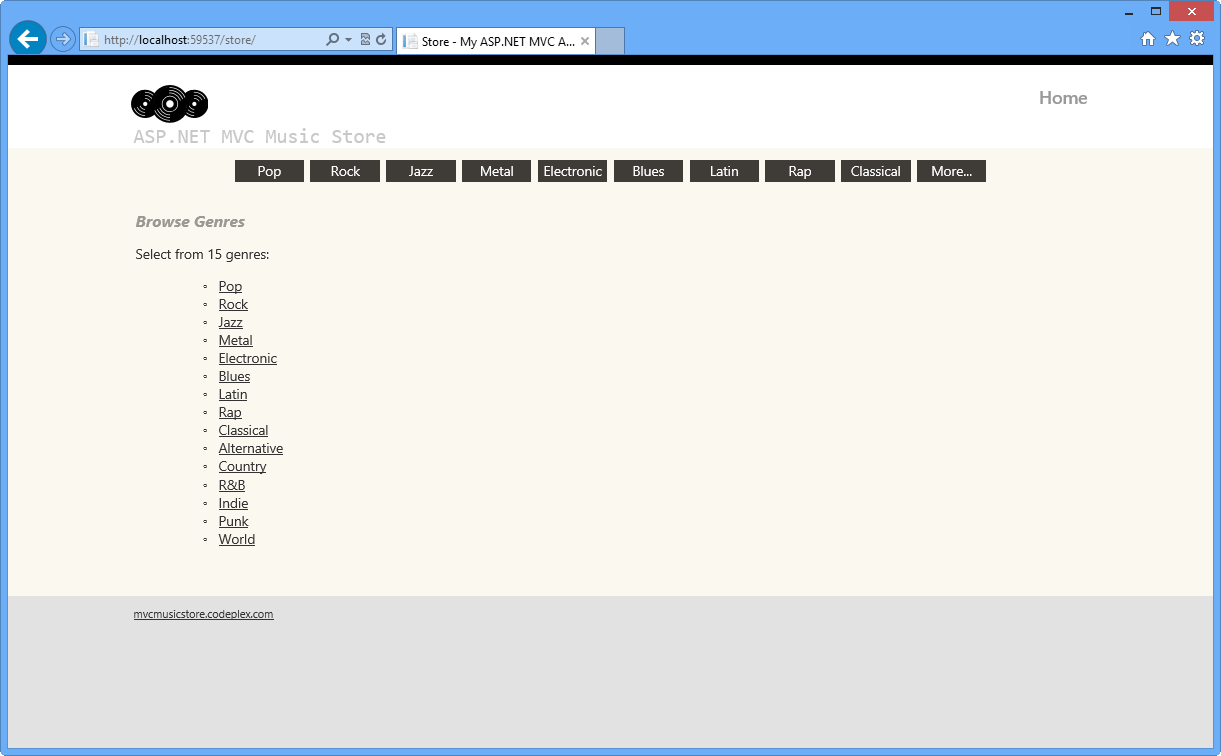 http://localhost:59537/store/
Store - My ASP.NET MVC A...
Home
ASP.NET MVC Music Store
Pop Rock Jazz Metal Electronic Blues Latin Rap Classical More...
Browse Genres
Select from 15 genres:
Pop
Rock
Jazz
Metal
Electronic
Blues
Latin
Rap
Classical
Alternative
Country
R&B
Indie
Punk
World
mvcmusicstore.codeplex.com